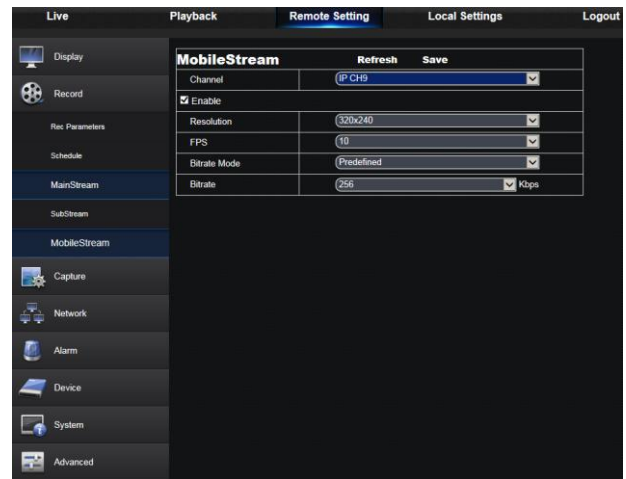 Live Playback Remote Setting Local Settings Logout
Display
Record
Rec Parameters
Schedule
MainStream
SubStream
MobileStream
Capture
Network
Alarm
Device
System
Advanced
MobileStream Refresh Save
Channel IP CH9
Enable
Resolution 320x240
FPS 10
Bitrate Mode Predefined
Bitrate 256 Kbps